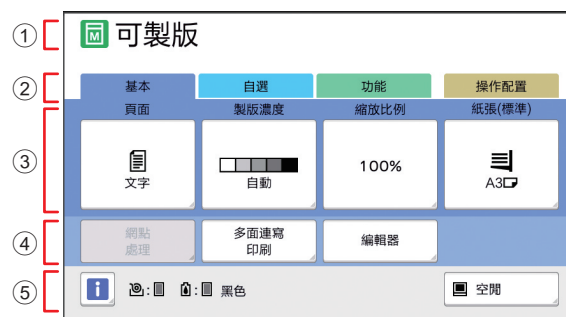 ① M 可製版
② 基本 自選 功能 操作配置
頁面 製版濃度 縮放比例 紙張(標準)
③ 文字 自動 100% A3
④ 網點處理 多面連寫印刷 編輯器
⑤ i : : 黑色 空閒